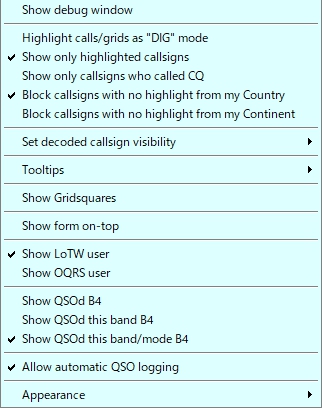 Show debug window
Highlight calls/grids as "DIG" mode
Show only highlighted callsigns
Show only callsigns who called CQ
Block callsigns with no highlight from my Country
Block callsigns with no highlight from my Continent
Set decoded callsign visibility
Tooltips
Show Gridsquares
Show form on-top
Show LoTW user
Show OQRS user
Show QSOd B4
Show QSOd this band B4
Show QSOd this band/mode B4
Allow automatic QSO logging
Appearance